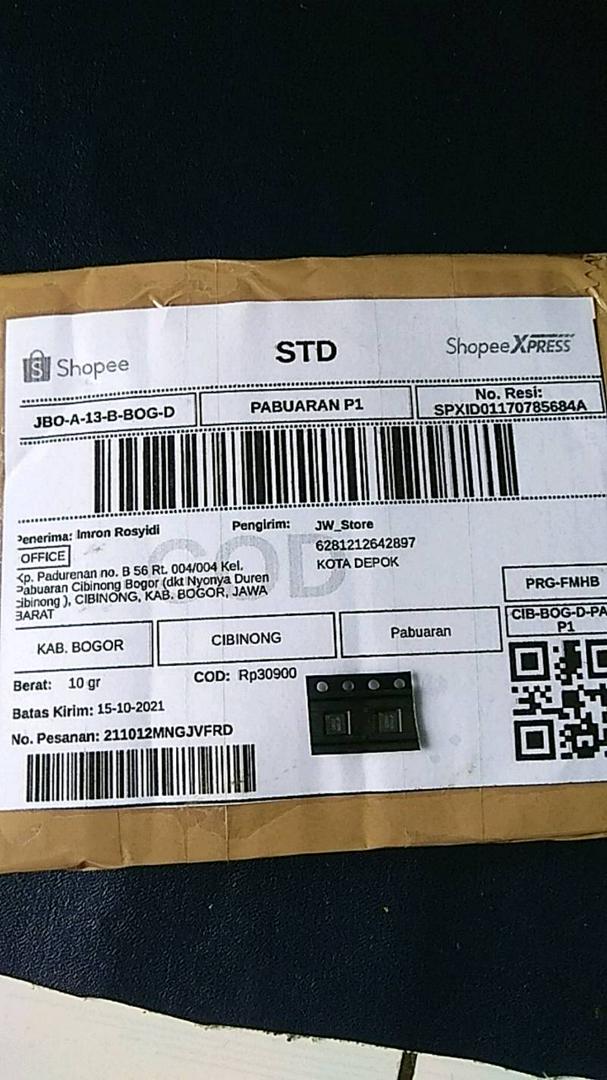 Shopee
STD
Shopee XPRESS
JBO-A-13-B-BOG-D
PABUARAN P1
No. Resi:
SPXID01170785684A
Penerima: Imron Rosyidi
Pengirim: JW_Store
OFFICE
6281212642897
KOTA DEPOK
Kp. Padurenan no. B 56 Rt. 004/004 Kel.
Pabuaran Cibinong Bogor (dkt Nyonya Duren
cibinong ), CIBINONG, KAB. BOGOR, JAWA
BARAT
COD
PRG-FMHB
CIB-BOG-D-PA
P1
KAB. BOGOR
CIBINONG
Pabuaran
Berat: 10 gr
COD: Rp30900
Batas Kirim: 15-10-2021
No. Pesanan: 211012MNGJVFRD